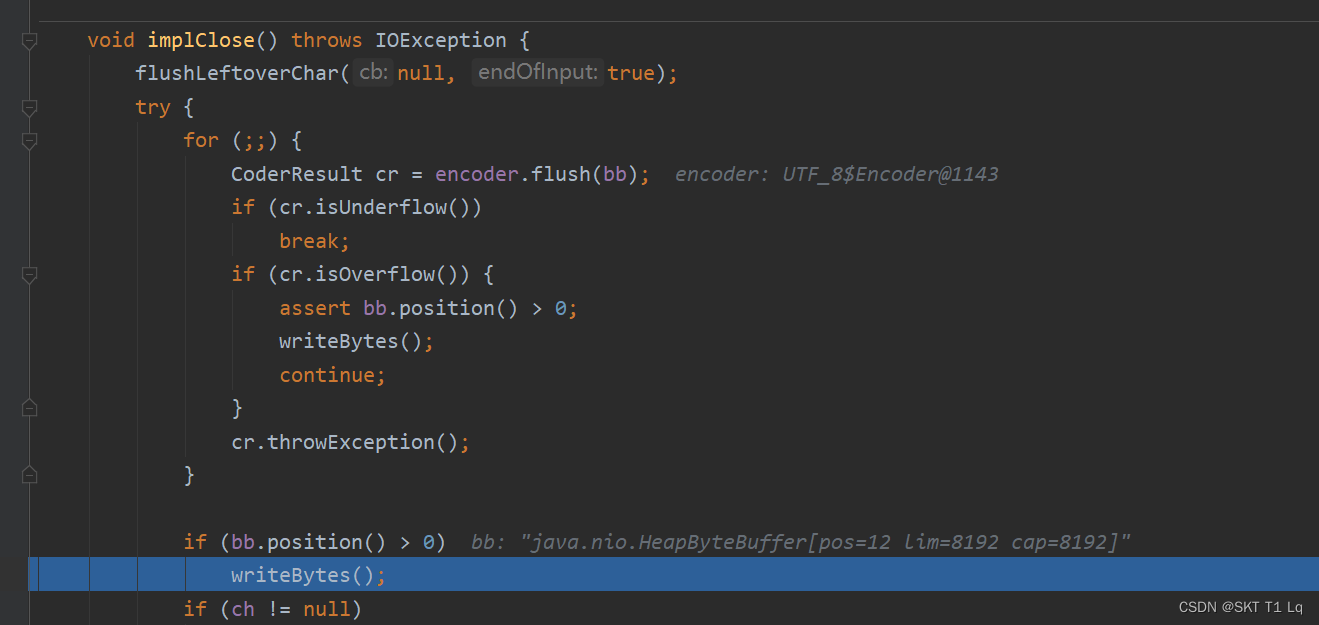 void implClose() throws IOException {
flushLeftoverChar( cb: null, endOfInput: true);
try {
for (;;) {
CoderResult cr = encoder.flush(bb); encoder: UTF_8$Encoder@1143
if (cr.isUnderflow())
break;
if (cr.isOverflow()) {
assert bb.position() > 0;
writeBytes();
continue;
}
cr.throwException();
}
if (bb.position() > 0) bb: "java.nio.HeapByteBuffer[pos=12 lim=8192 cap=8192]"
writeBytes();
if (ch != null)
CSDN @SKT T1 Lq